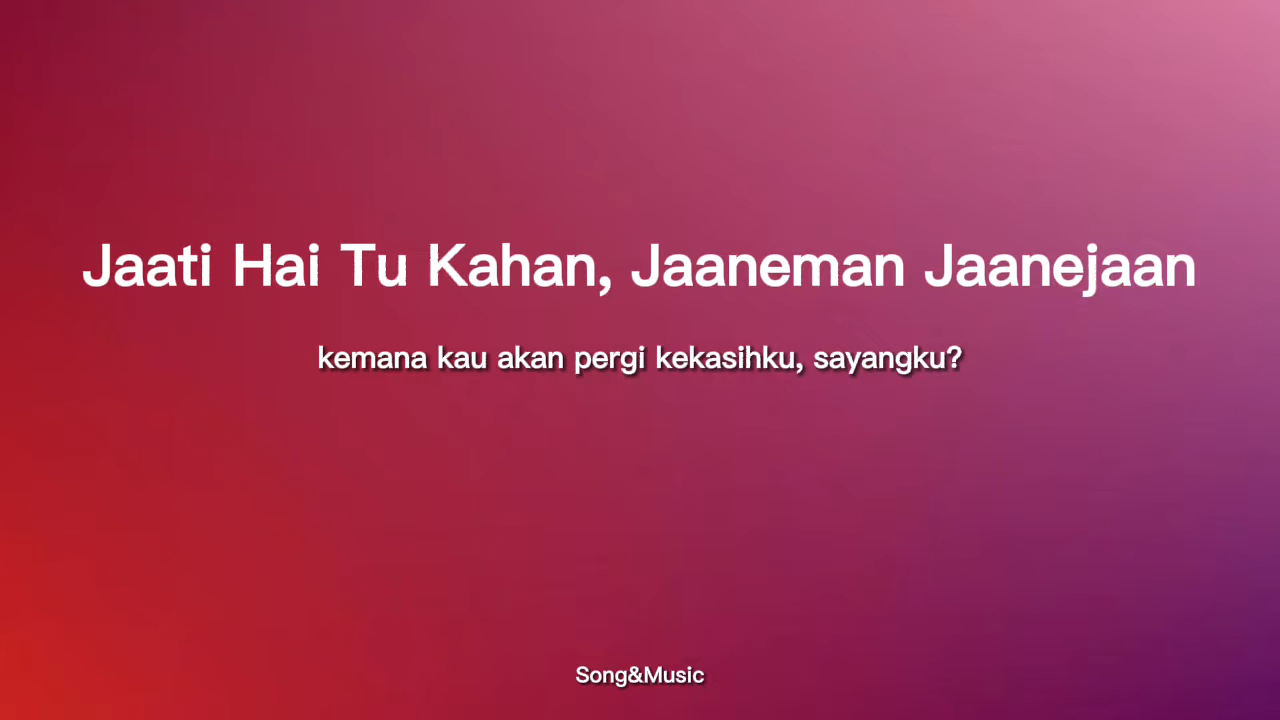 Jaati Hai Tu Kahan, Jaaneman Jaanejaan
kemana kau akan pergi kekasihku, sayangku?
Song&Music